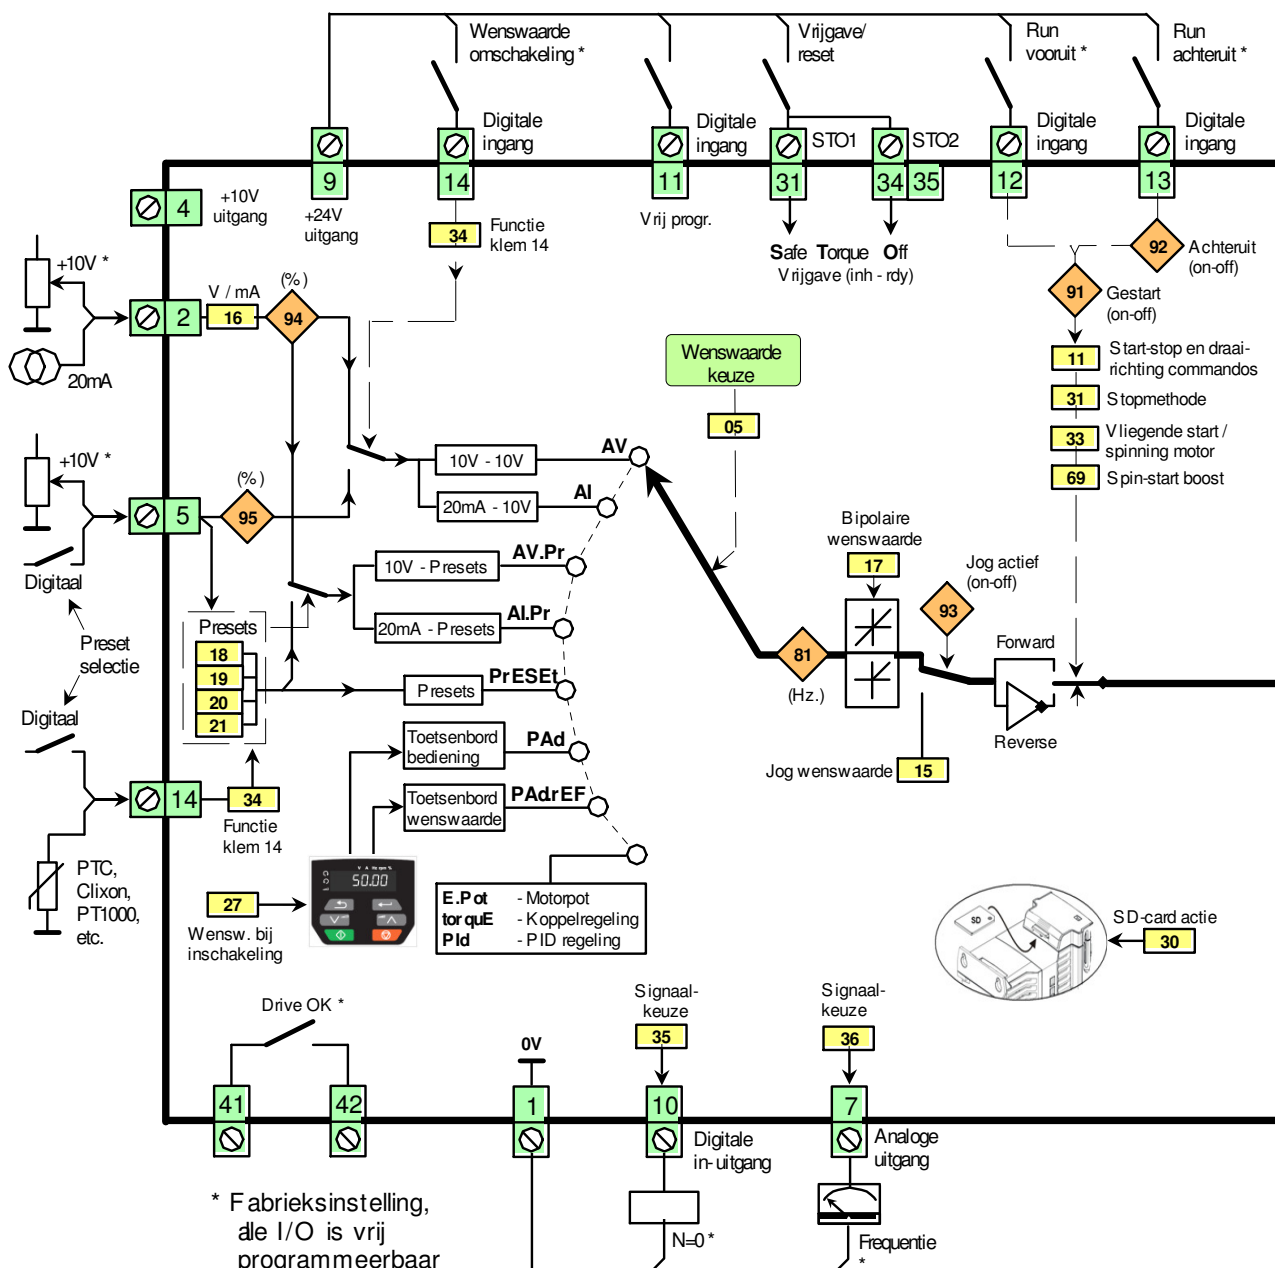 Wenswaarde
omschakeling *
Vrijgave/
reset
Run
vooruit *
Run
achteruit *
Digitale
ingang
Digitale
ingang
STO1
STO2
Digitale
ingang
Digitale
ingang
9
14
11
31
34
35
12
13
4
+10V
uitgang
+24V
uitgang
34
Functie
klem 14
Vrij progr.
Safe Torque Off
Vrijgave (inh - rdy)
92
Achteruit
(on-off)
91
Gestart
(on-off)
+10V *
V / mA
(%)
2
16
94
20mA
Wenswaarde
keuze
05
11
Start-stop en draai-
richting commandos
31
Stopmethode
33
Vliegende start /
spinning motor
69
Spin-start boost
+10V *
(%)
5
95
Digitaal
10V - 10V
AV
20mA - 10V
AI
10V - Presets
AV.Pr
20mA - Presets
AI.Pr
Presets
PrESEt
Toetsenbord
bediening
PAd
Toetsenbord
wenswaarde
PAd.rEF
Bipolaire
wenswaarde
17
Jog actief
(on-off)
93
81
(Hz.)
Forward
Reverse
Jog wenswaarde
15
Preset
selectie
Presets
18
19
20
21
Digitaal
14
34
Functie
klem 14
PTC,
Clixon,
PT1000,
etc.
V A Hz rpm %
50.00
27
Wensw. bij
inschakeling
E.Pot - Motorpot
torquE - Koppelregeling
PId - PID regeling
SD
SD-card actie
30
Drive OK *
0V
Signaal-
keuze
35
Signaal-
keuze
36
41
42
1
10
7
Digitale
in-uitgang
Analoge
uitgang
* Fabrieksinstelling,
alle I/O is vrij
programmeerbaar
N=0 *
Frequentie
*